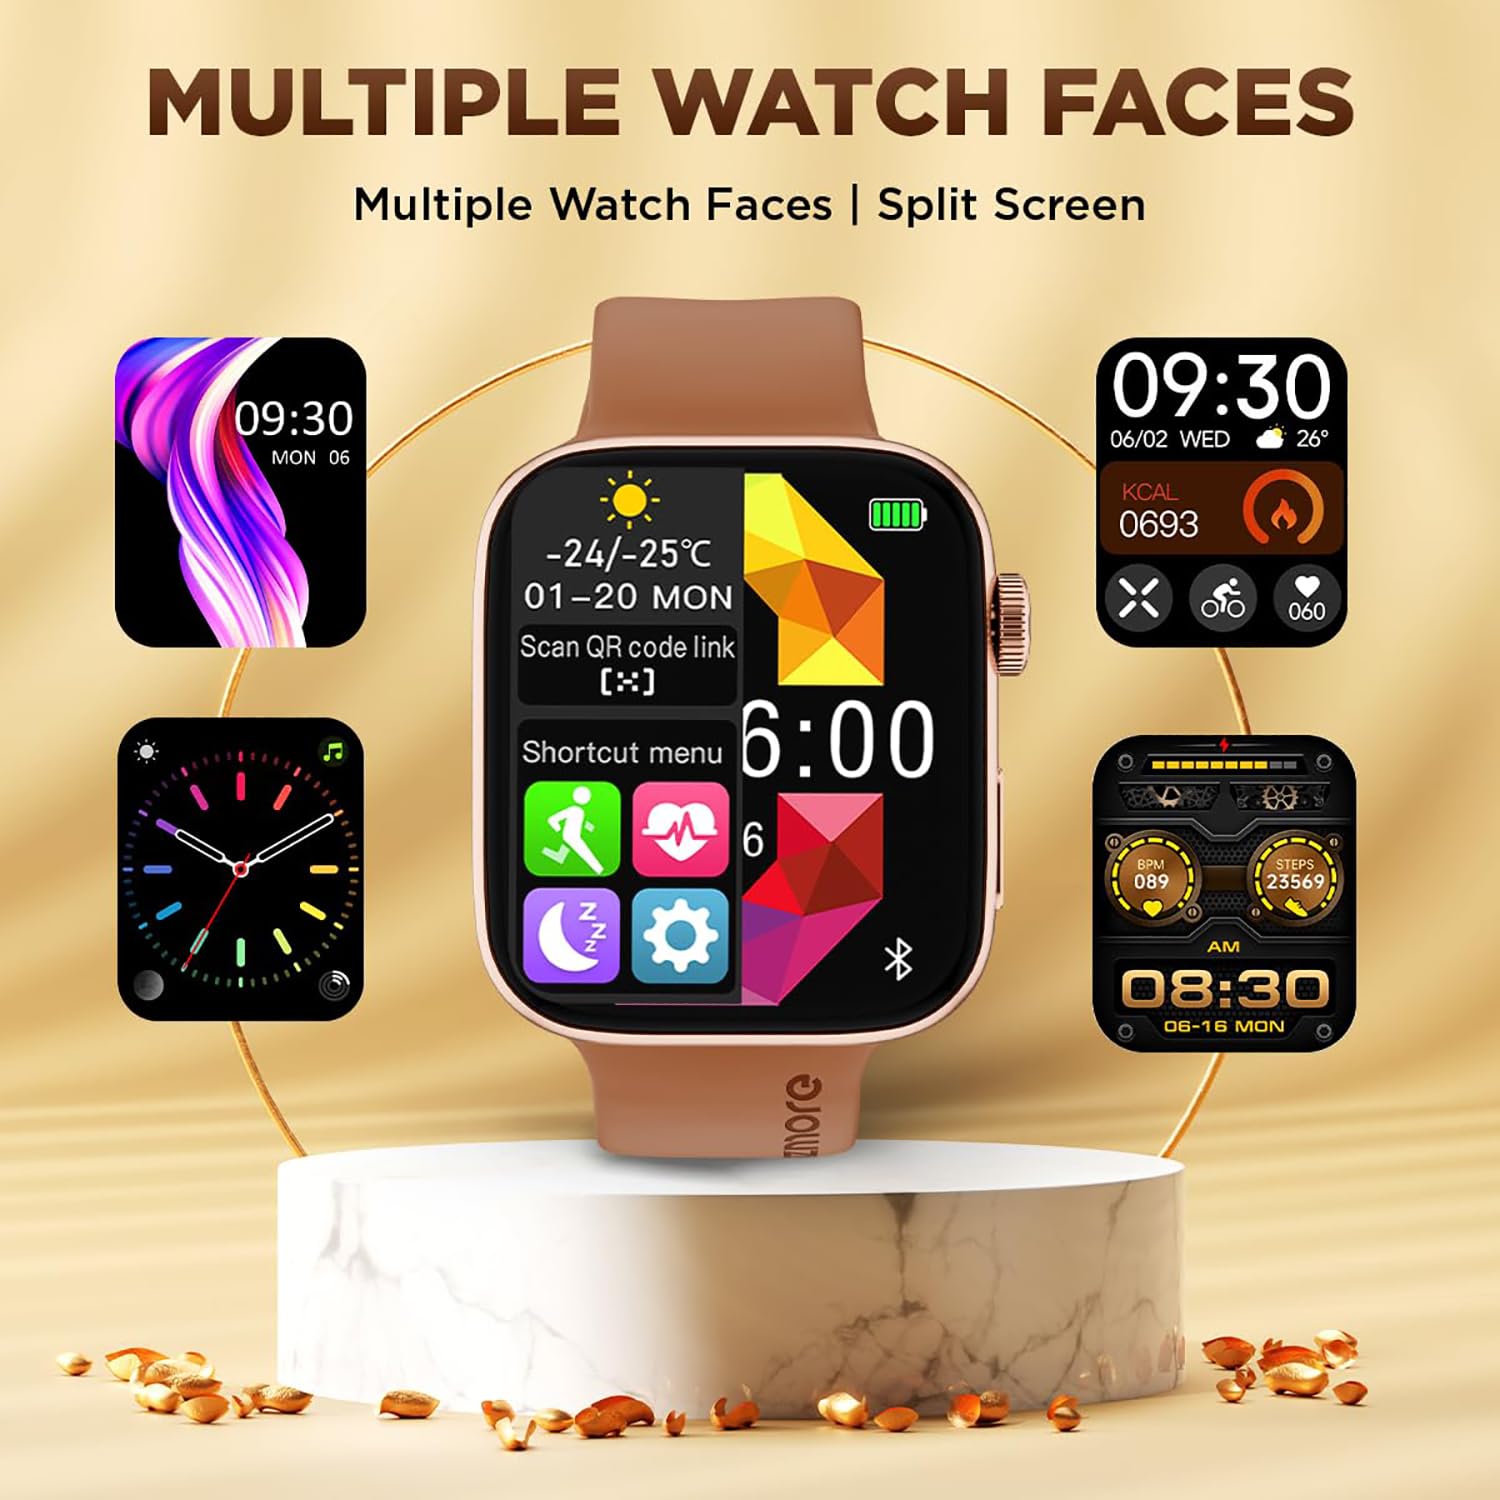 MULTIPLE WATCH FACES
Multiple Watch Faces | Split Screen
09:30
MON 06
09:30
06/02 WED 26°
KCAL
0693
060
-24/-25℃
01-20 MON
Scan QR code link
Shortcut menu
6:00
6
BPM
089
STEPS
23569
AM
08:30
06-16 MON
zmore